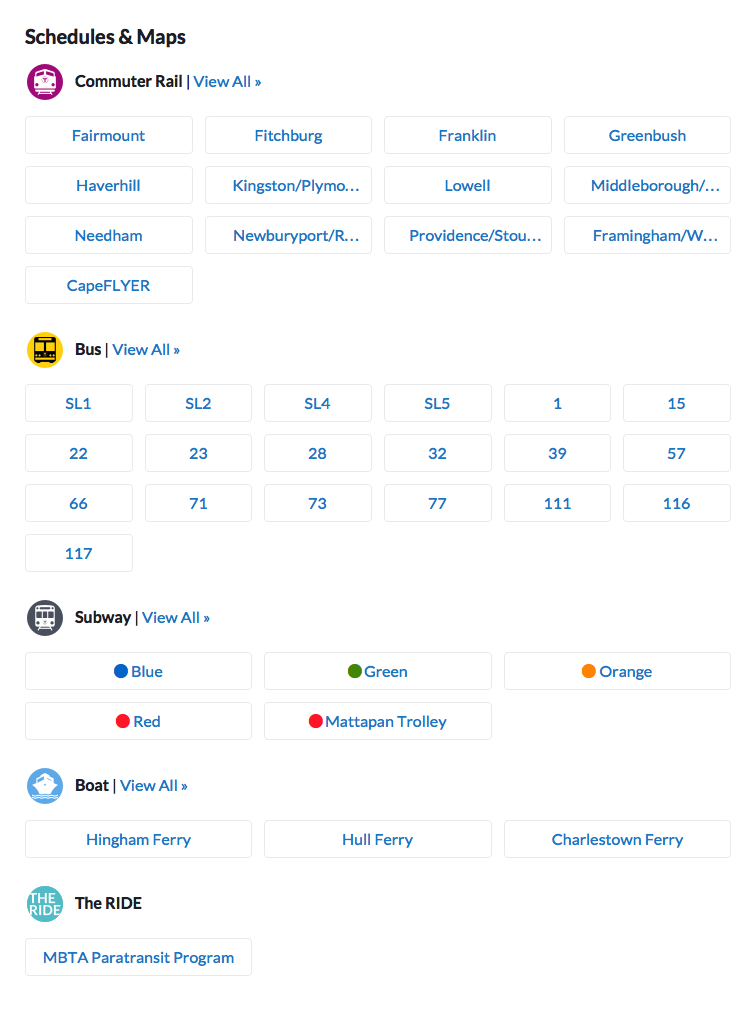 Schedules & Maps
Commuter Rail | View All »
Fairmount Fitchburg Franklin Greenbush
Haverhill Kingston/Plymo... Lowell Middleborough/...
Needham Newburyport/R... Providence/Stou... Framingham/W...
CapeFLYER
Bus | View All »
SL1 SL2 SL4 SL5 1 15
22 23 28 32 39 57
66 71 73 77 111 116
117
Subway | View All »
Blue Green Orange
Red Mattapan Trolley
Boat | View All »
Hingham Ferry Hull Ferry Charlestown Ferry
THE
RIDE
The RIDE
MBTA Paratransit Program